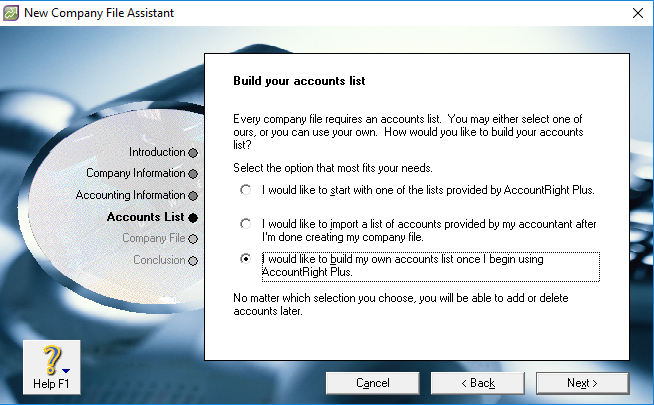 New Company File Assistant
Build your accounts list
Every company file requires an accounts list. You may either select one of
ours, or you can use your own. How would you like to build your accounts
list?
Select the option that most fits your needs.
I would like to start with one of the lists provided by AccountRight Plus.
I would like to import a list of accounts provided by my accountant after
I'm done creating my company file.
I would like to build my own accounts list once I begin using
AccountRight Plus.
No matter which selection you choose, you will be able to add or delete
accounts later.
Introduction
Company Information
Accounting Information
Accounts List
Company File
Conclusion
Help F1
Cancel
< Back
Next >